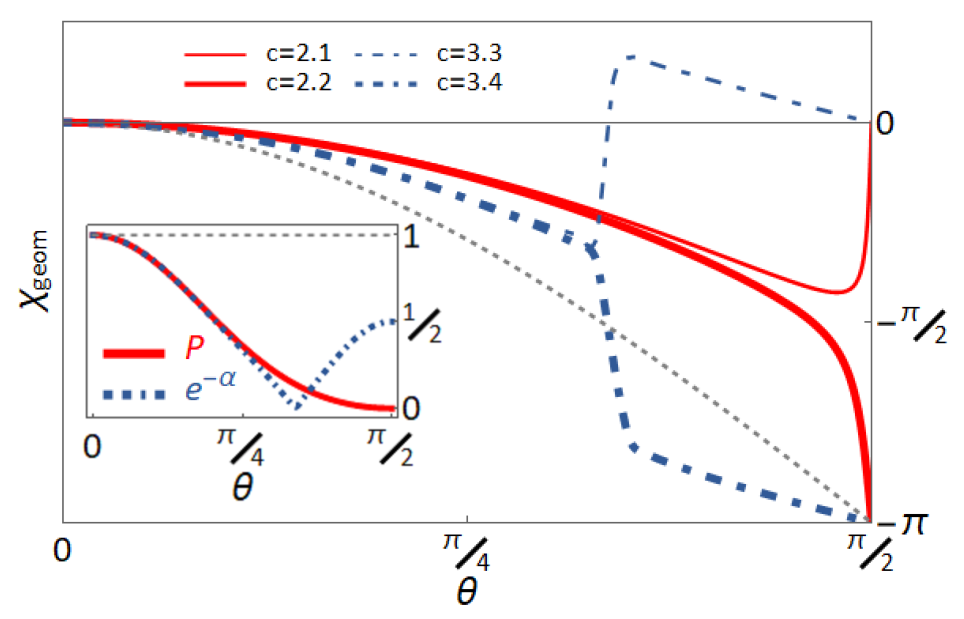 c=2.1 c=3.3
c=2.2 c=3.4
0
χgeom
1
1/2
P
e^−α
0
−π/2
0 π/4 π/2
θ
−π
0 π/4 π/2
θ